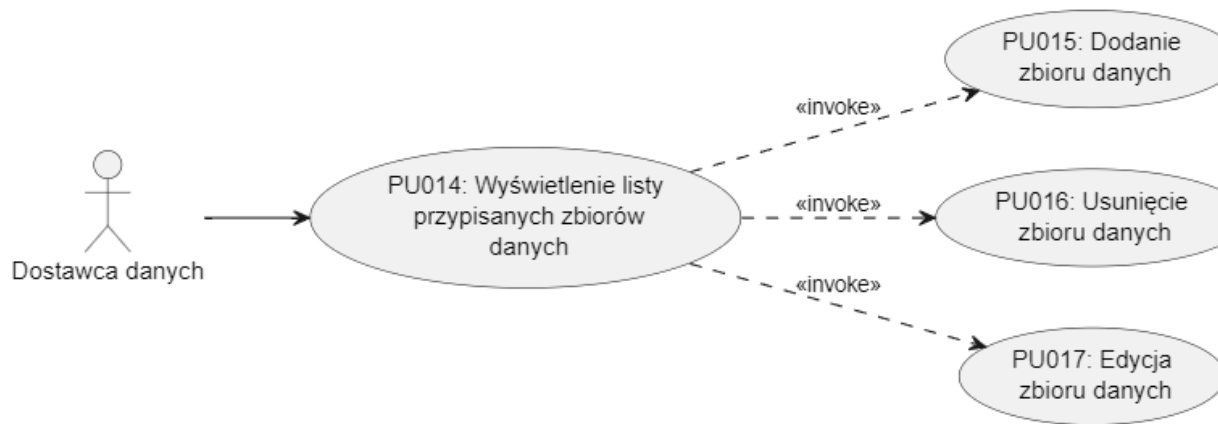 PU015: Dodanie
zbioru danych
«invoke»
PU014: Wyświetlenie listy
przypisanych zbiorów
danych
«invoke»
PU016: Usunięcie
zbioru danych
Dostawca danych
«invoke»
PU017: Edycja
zbioru danych